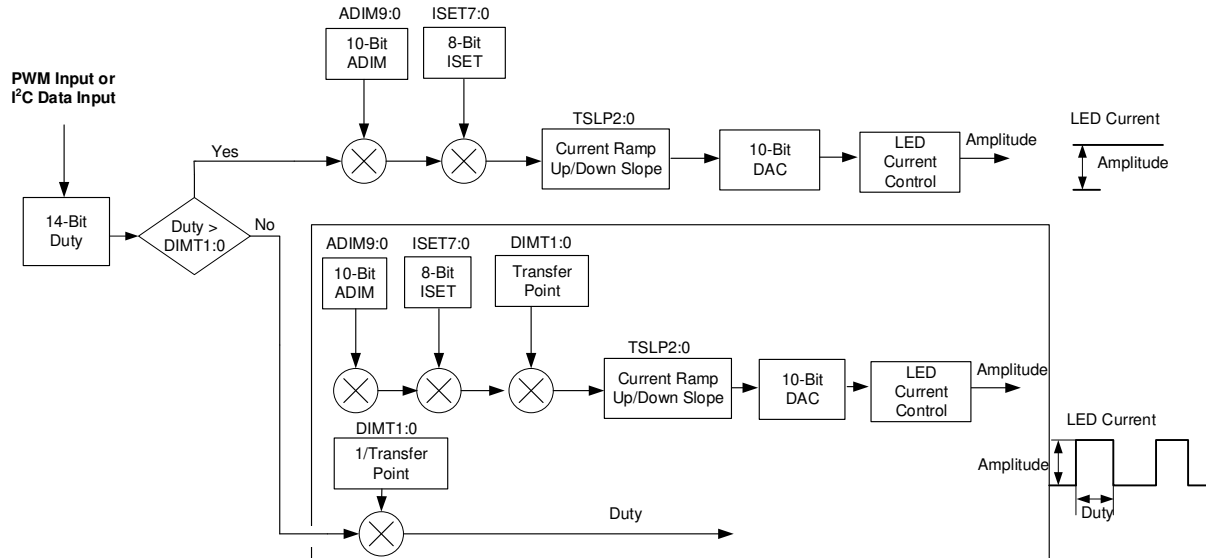 ADIM9:0
ISET7:0
10-Bit
ADIM
8-Bit
ISET
PWM Input or
I²C Data Input
TSLP2:0
Current Ramp
Up/Down Slope
10-Bit
DAC
LED
Current
Control
Amplitude
LED Current
Amplitude
Yes
14-Bit
Duty
Duty >
DIMT1:0
No
ADIM9:0
ISET7:0
DIMT1:0
10-Bit
ADIM
8-Bit
ISET
Transfer
Point
TSLP2:0
Current Ramp
Up/Down Slope
10-Bit
DAC
LED
Current
Control
Amplitude
DIMT1:0
1/Transfer
Point
Duty
LED Current
Amplitude
Duty